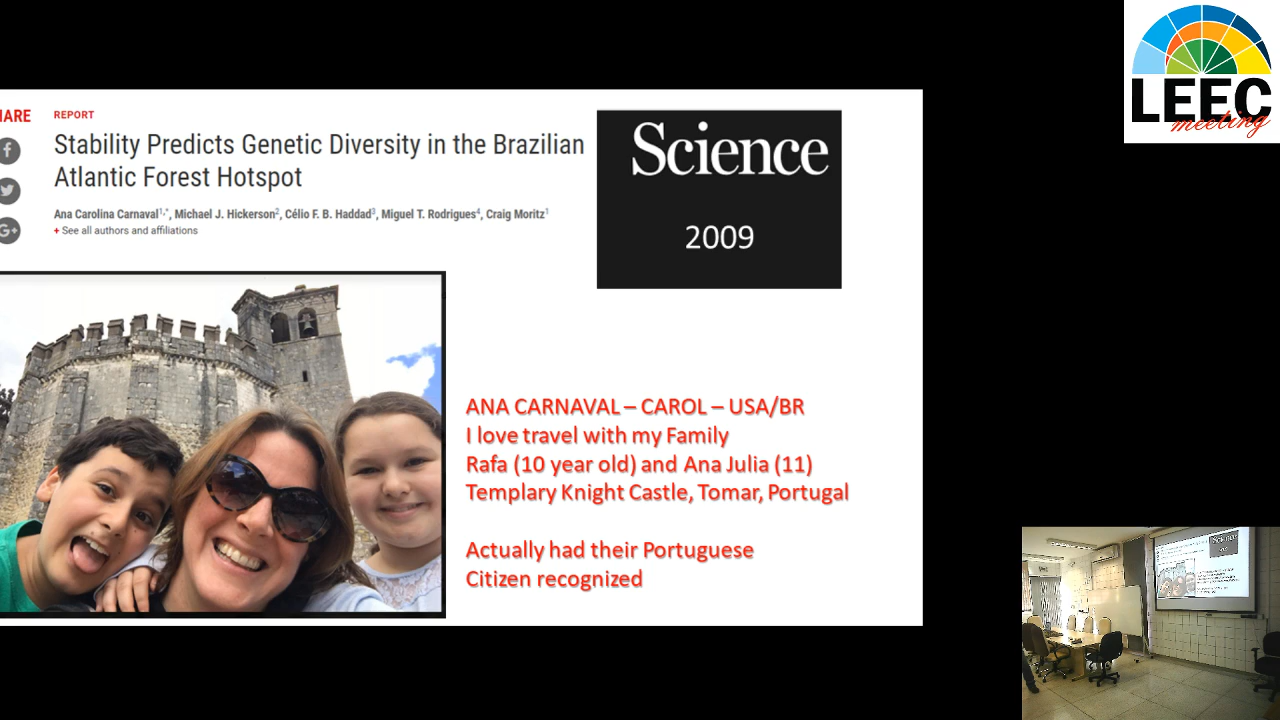 LEEC
meeting
HARE
REPORT
Stability Predicts Genetic Diversity in the Brazilian
Atlantic Forest Hotspot
Ana Carolina Carnaval1,*, Michael J. Hickerson2, Célio F. B. Haddad3, Miguel T. Rodrigues4, Craig Moritz1
+ See all authors and affiliations
Science
2009
ANA CARNAVAL – CAROL – USA/BR
I love travel with my Family
Rafa (10 year old) and Ana Julia (11)
Templary Knight Castle, Tomar, Portugal
Actually had their Portuguese
Citizen recognized
Science